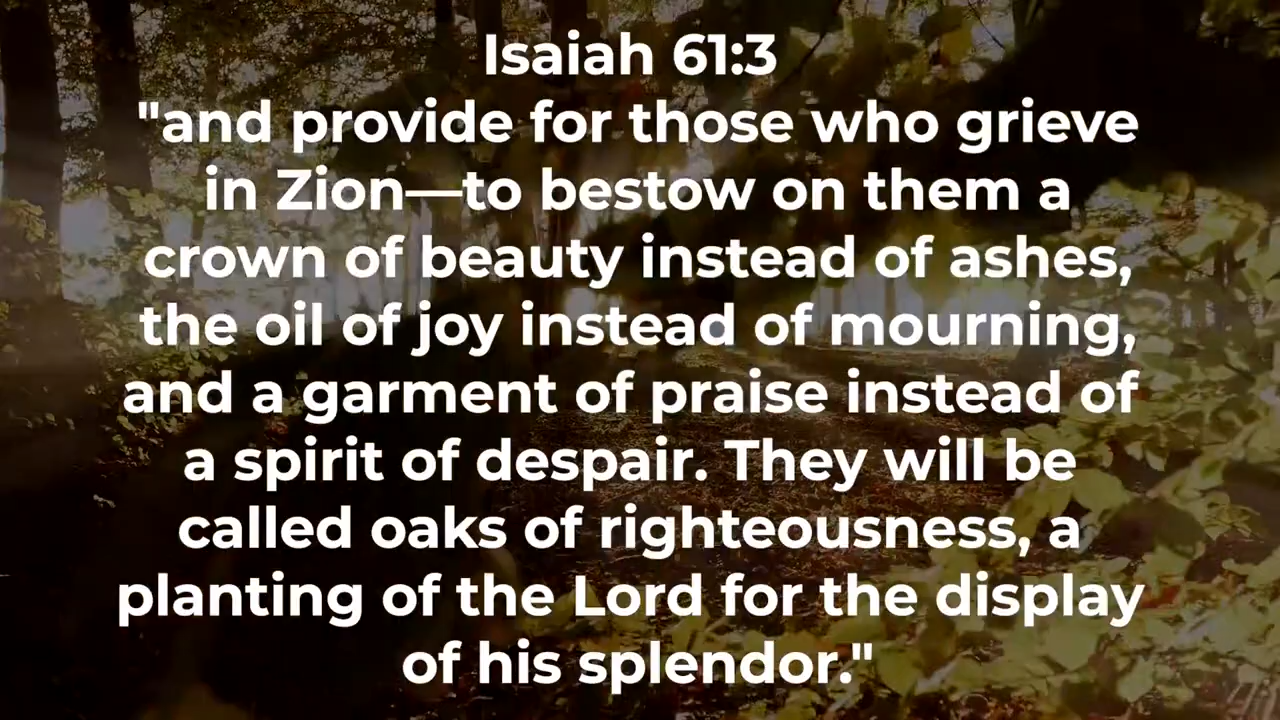 Isaiah 61:3
"and provide for those who grieve
in Zion—to bestow on them a
crown of beauty instead of ashes,
the oil of joy instead of mourning,
and a garment of praise instead of
a spirit of despair. They will be
called oaks of righteousness, a
planting of the Lord for the display
of his splendor."